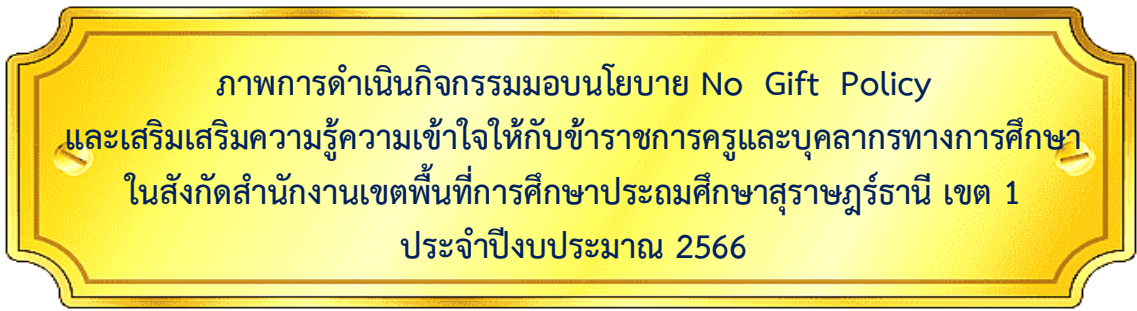 ภาพการดำเนินกิจกรรมมอบนโยบาย No Gift Policy
และเสริมเสริมความรู้ความเข้าใจให้กับข้าราชการครูและบุคลากรทางการศึกษา
ในสังกัดสำนักงานเขตพื้นที่การศึกษาประถมศึกษาสุราษฎร์ธานี เขต 1
ประจำปีงบประมาณ 2566